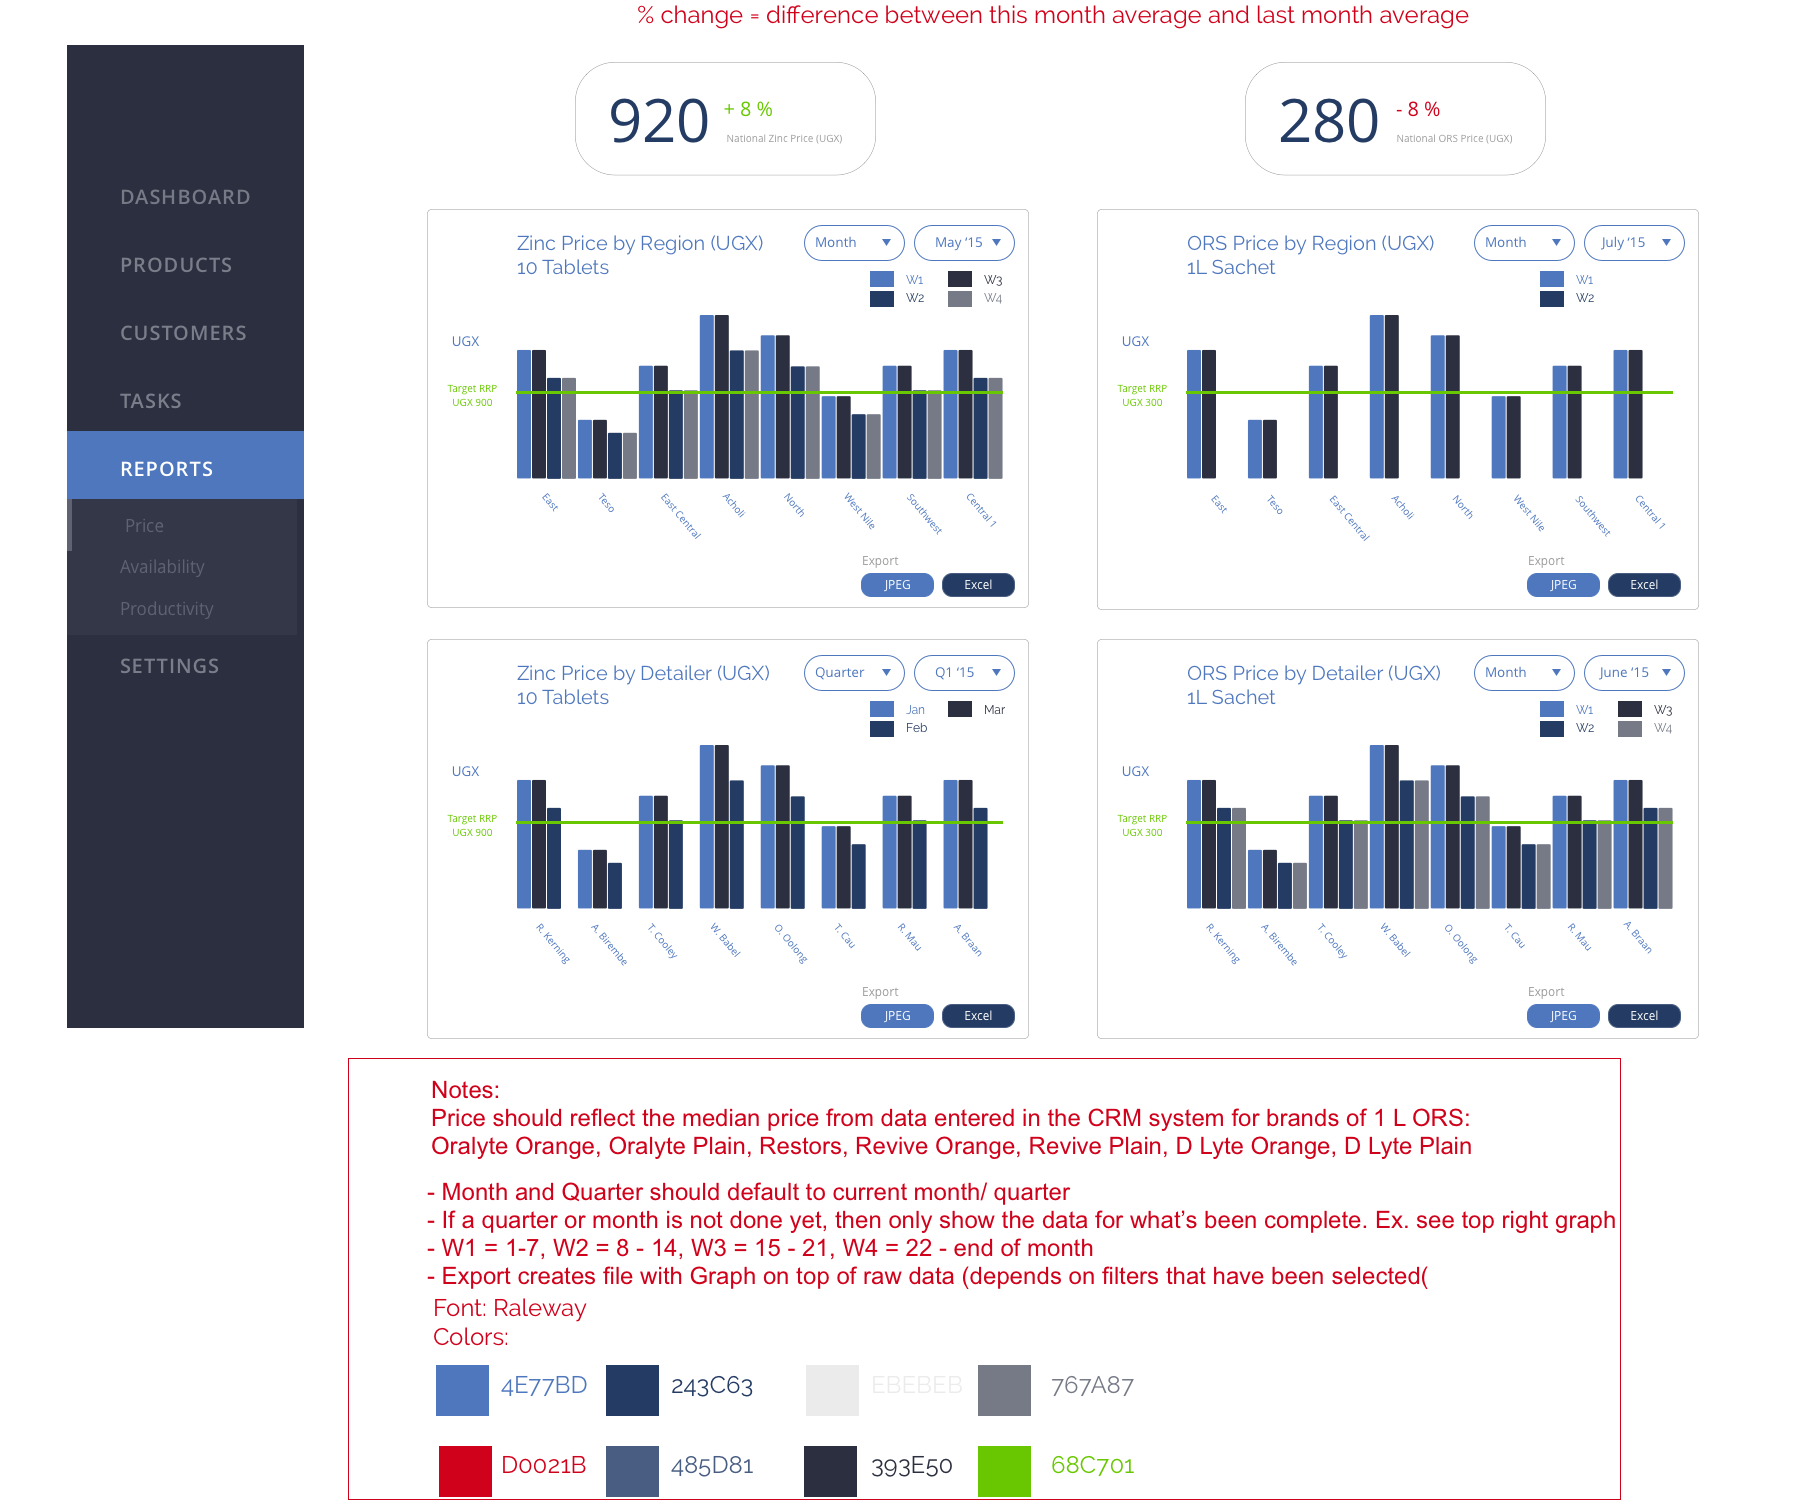 % change = difference between this month average and last month average
920
+ 8 %
National Zinc Price (UGX)
280
- 8 %
National ORS Price (UGX)
DASHBOARD
PRODUCTS
CUSTOMERS
TASKS
REPORTS
Price
Availability
Productivity
SETTINGS
Zinc Price by Region (UGX)
10 Tablets
Month
May ‘15
W1
W3
W2
W4
UGX
Target RRP
UGX 900
East
Teso
East Central
Acholi
North
West Nile
Southwest
Central 1
Export
JPEG
Excel
ORS Price by Region (UGX)
1L Sachet
Month
July ‘15
W1
W2
UGX
Target RRP
UGX 300
East
Teso
East Central
Acholi
North
West Nile
Southwest
Central 1
Export
JPEG
Excel
Zinc Price by Detailer (UGX)
10 Tablets
Quarter
Q1 ‘15
Jan
Mar
Feb
UGX
Target RRP
UGX 900
R. Kerning
A. Birembe
T. Cooley
W. Babel
O. Oolong
T. Cau
R. Mau
A. Braan
Export
JPEG
Excel
ORS Price by Detailer (UGX)
1L Sachet
Month
June ‘15
W1
W3
W2
W4
UGX
Target RRP
UGX 300
R. Kerning
A. Birembe
T. Cooley
W. Babel
O. Oolong
T. Cau
R. Mau
A. Braan
Export
JPEG
Excel
Notes:
Price should reflect the median price from data entered in the CRM system for brands of 1 L ORS:
Oralyte Orange, Oralyte Plain, Restors, Revive Orange, Revive Plain, D Lyte Orange, D Lyte Plain
- Month and Quarter should default to current month/ quarter
- If a quarter or month is not done yet, then only show the data for what’s been complete. Ex. see top right graph
- W1 = 1-7, W2 = 8 - 14, W3 = 15 - 21, W4 = 22 - end of month
- Export creates file with Graph on top of raw data (depends on filters that have been selected(
Font: Raleway
Colors:
4E77BD
243C63
EBEBEB
767A87
D0021B
485D81
393E50
68C701